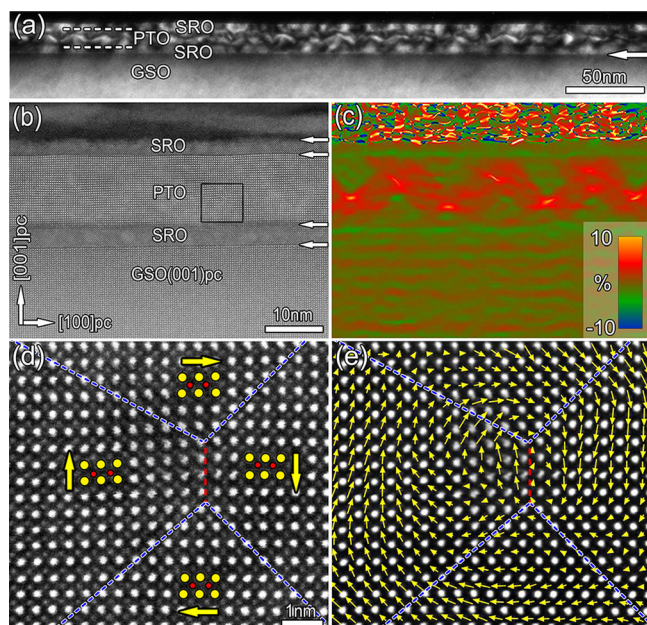 (a)
SRO
PTO
SRO
GSO
50nm
(b)
SRO
PTO
SRO
[001]pc
GSO(001)pc
[100]pc
10nm
(c)
10
%
-10
(d)
1nm
(e)